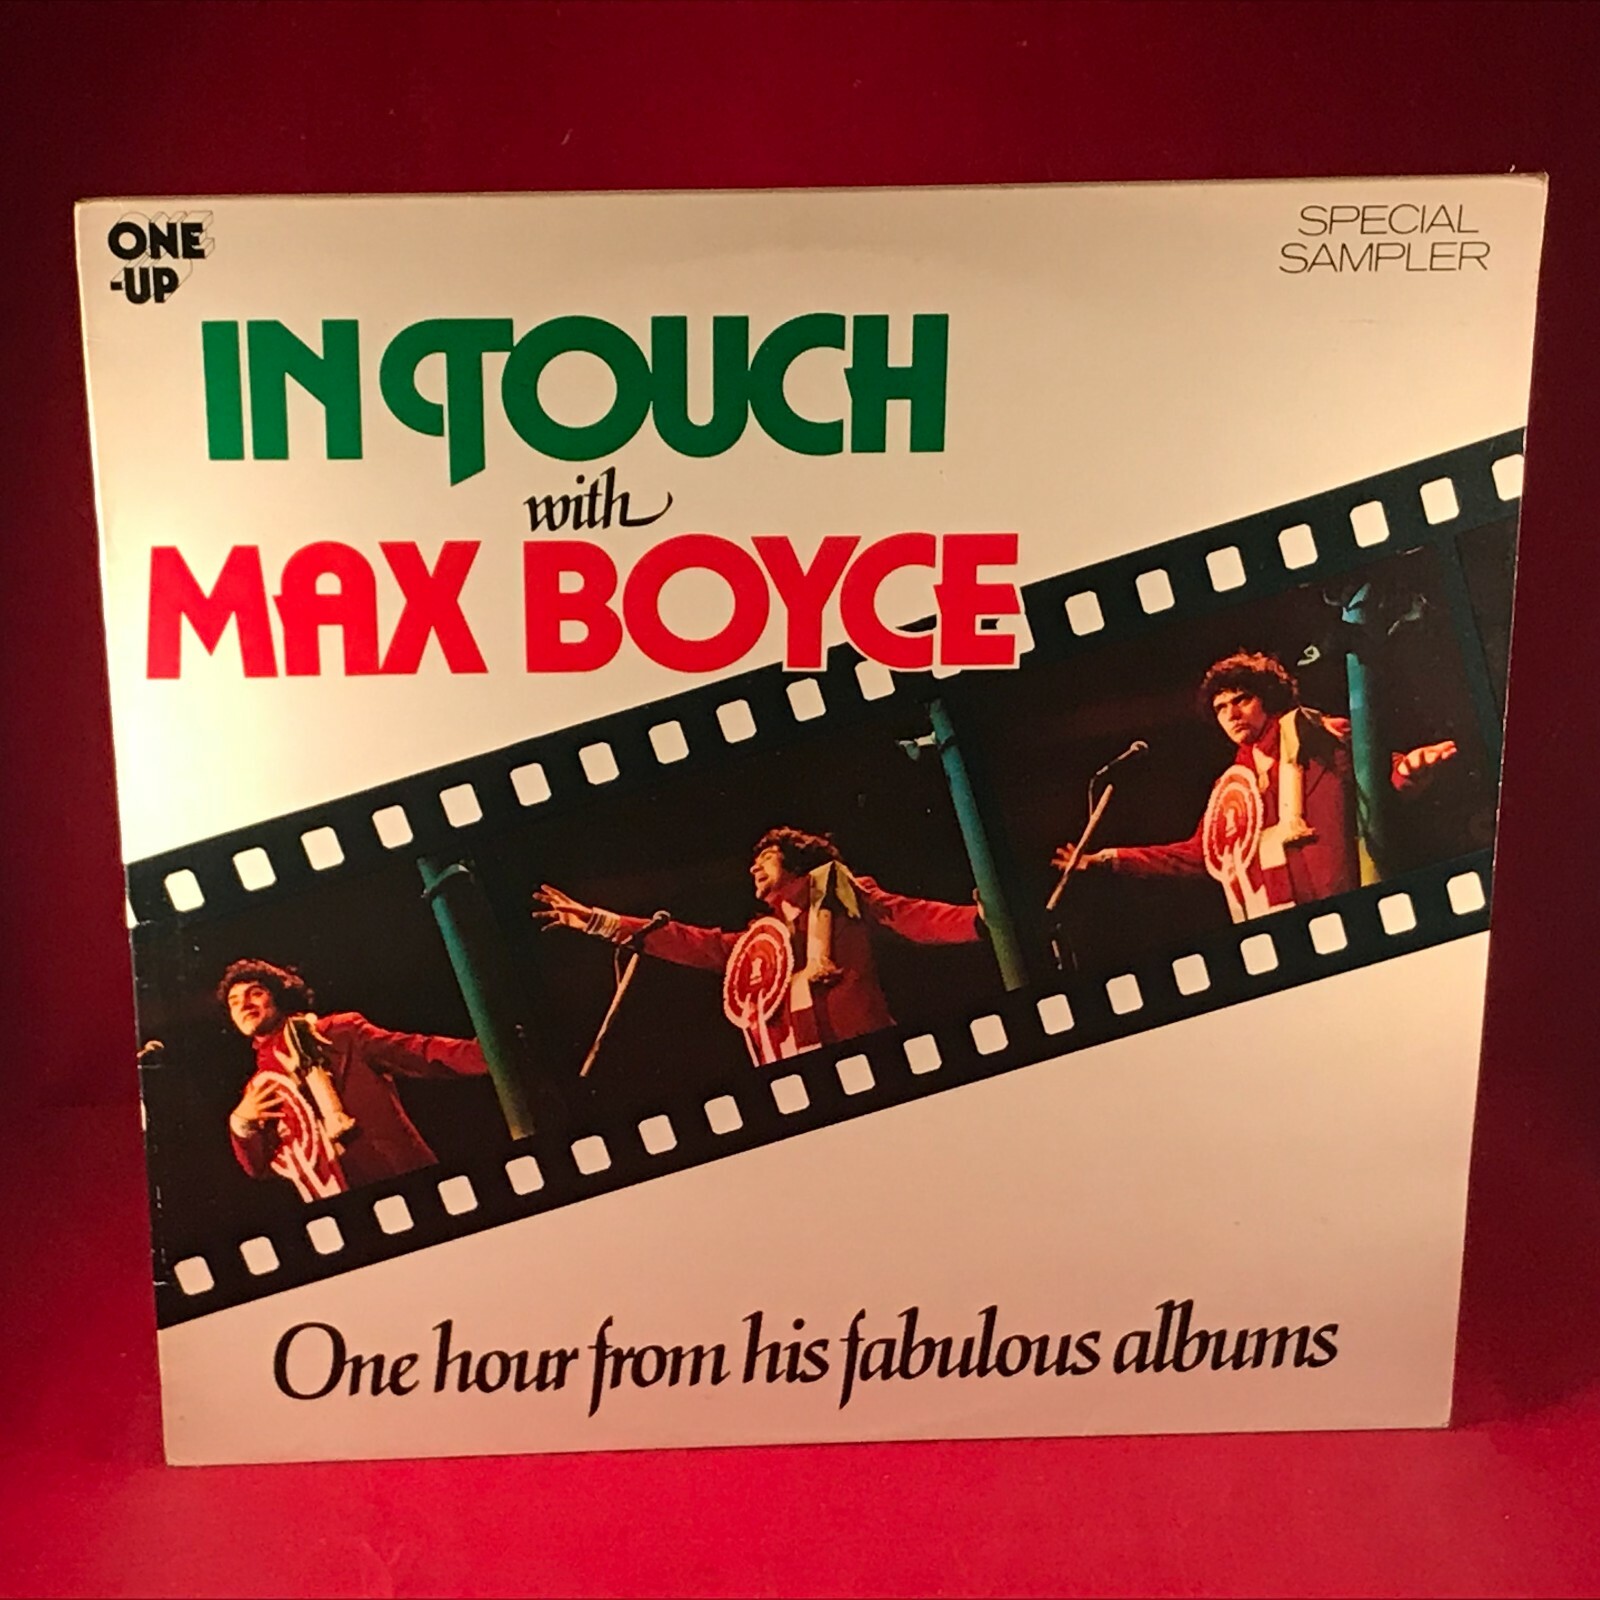 ONE
-UP
SPECIAL
SAMPLER
IN TOUCH
with
MAX BOYCE
One hour from his fabulous albums